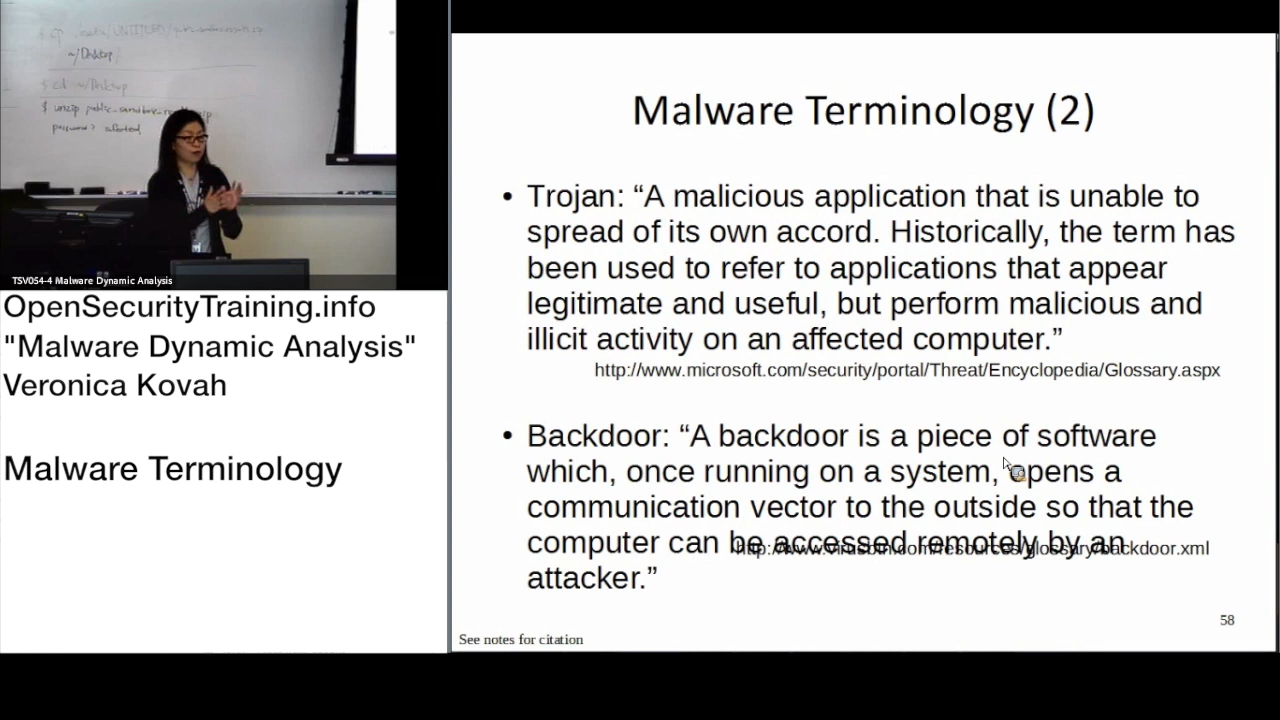 ~/Desktop/
$ cd ~/Desktop
$ unzip
TSV054-4 Malware Dynamic Analysis
OpenSecurityTraining.info
"Malware Dynamic Analysis"
Veronica Kovah
Malware Terminology
Malware Terminology (2)
• Trojan: “A malicious application that is unable to
spread of its own accord. Historically, the term has
been used to refer to applications that appear
legitimate and useful, but perform malicious and
illicit activity on an affected computer.”
http://www.microsoft.com/security/portal/Threat/Encyclopedia/Glossary.aspx
• Backdoor: “A backdoor is a piece of software
which, once running on a system, opens a
communication vector to the outside so that the
computer can be accessed remotely by an
http://www.virusbtn.com/resources/glossary/backdoor.xml
attacker.”
58
See notes for citation